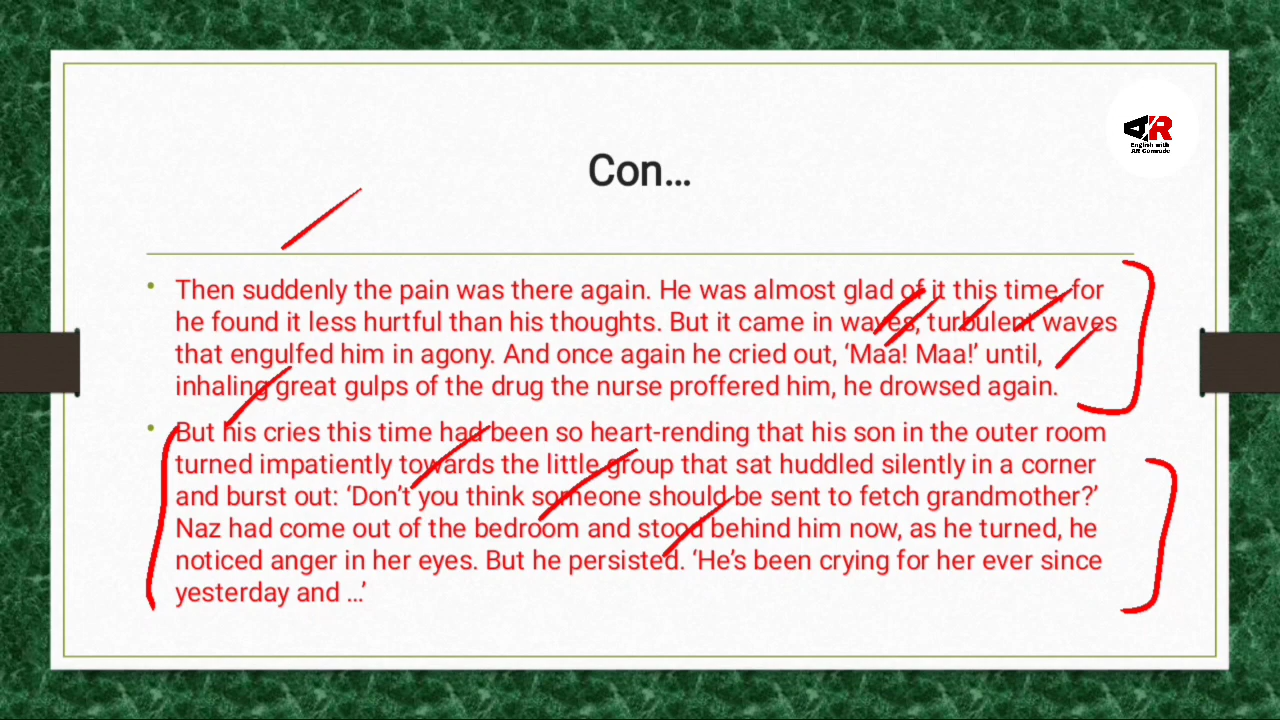 AR
English with
AR Comrade
Con...
• Then suddenly the pain was there again. He was almost glad of it this time, for
he found it less hurtful than his thoughts. But it came in waves, turbulent waves
that engulfed him in agony. And once again he cried out, ‘Maa! Maa!’ until,
inhaling great gulps of the drug the nurse proffered him, he drowsed again.
• But his cries this time had been so heart-rending that his son in the outer room
turned impatiently towards the little group that sat huddled silently in a corner
and burst out: ‘Don’t you think someone should be sent to fetch grandmother?’
Naz had come out of the bedroom and stood behind him now, as he turned, he
noticed anger in her eyes. But he persisted. ‘He’s been crying for her ever since
yesterday and ...’